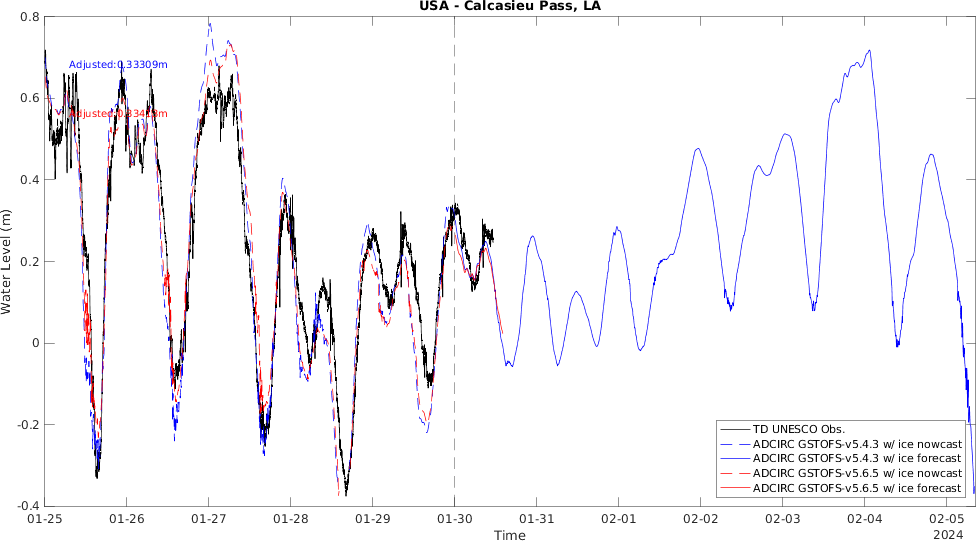 USA - Calcasieu Pass, LA
0.8
0.6
0.4
0.2
0
-0.2
-0.4
Water Level (m)
Adjusted:0.33309m
TD UNESCO Obs.
ADCIRC GSTOFS-v5.4.3 w/ ice nowcast
ADCIRC GSTOFS-v5.4.3 w/ ice forecast
ADCIRC GSTOFS-v5.6.5 w/ ice nowcast
ADCIRC GSTOFS-v5.6.5 w/ ice forecast
01-25 01-26 01-27 01-28 01-29 01-30 01-31 02-01 02-02 02-03 02-04 02-05
2024
Time